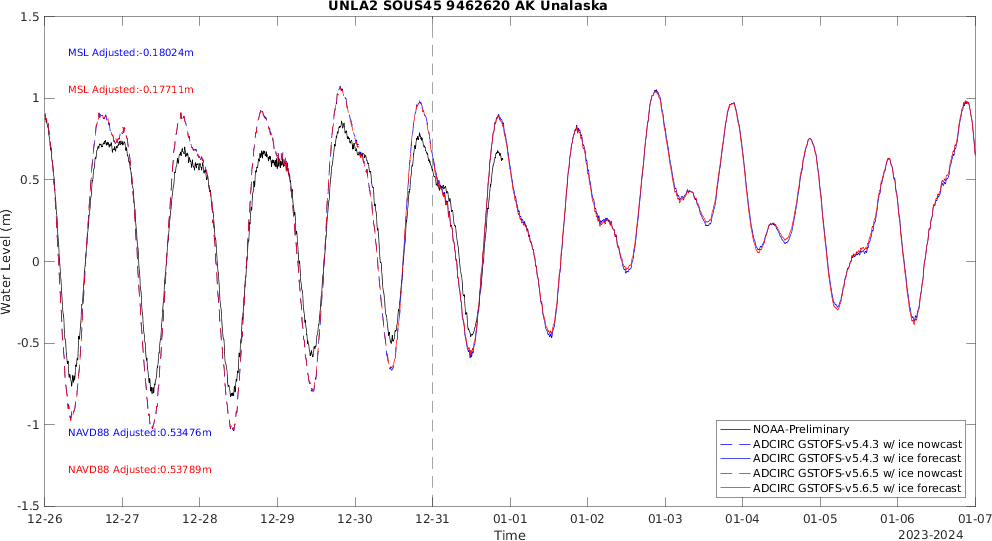 UNLA2 SOUS45 9462620 AK Unalaska
1.5
MSL Adjusted:-0.18024m
MSL Adjusted:-0.17711m
1
0.5
Water Level (m)
0
-0.5
-1
NAVD88 Adjusted:0.53476m
NAVD88 Adjusted:0.53789m
NOAA-Preliminary
ADCIRC GSTOFS-v5.4.3 w/ ice nowcast
ADCIRC GSTOFS-v5.4.3 w/ ice forecast
ADCIRC GSTOFS-v5.6.5 w/ ice nowcast
ADCIRC GSTOFS-v5.6.5 w/ ice forecast
-1.5
12-26 12-27 12-28 12-29 12-30 12-31 01-01 01-02 01-03 01-04 01-05 01-06 01-07
Time
2023-2024